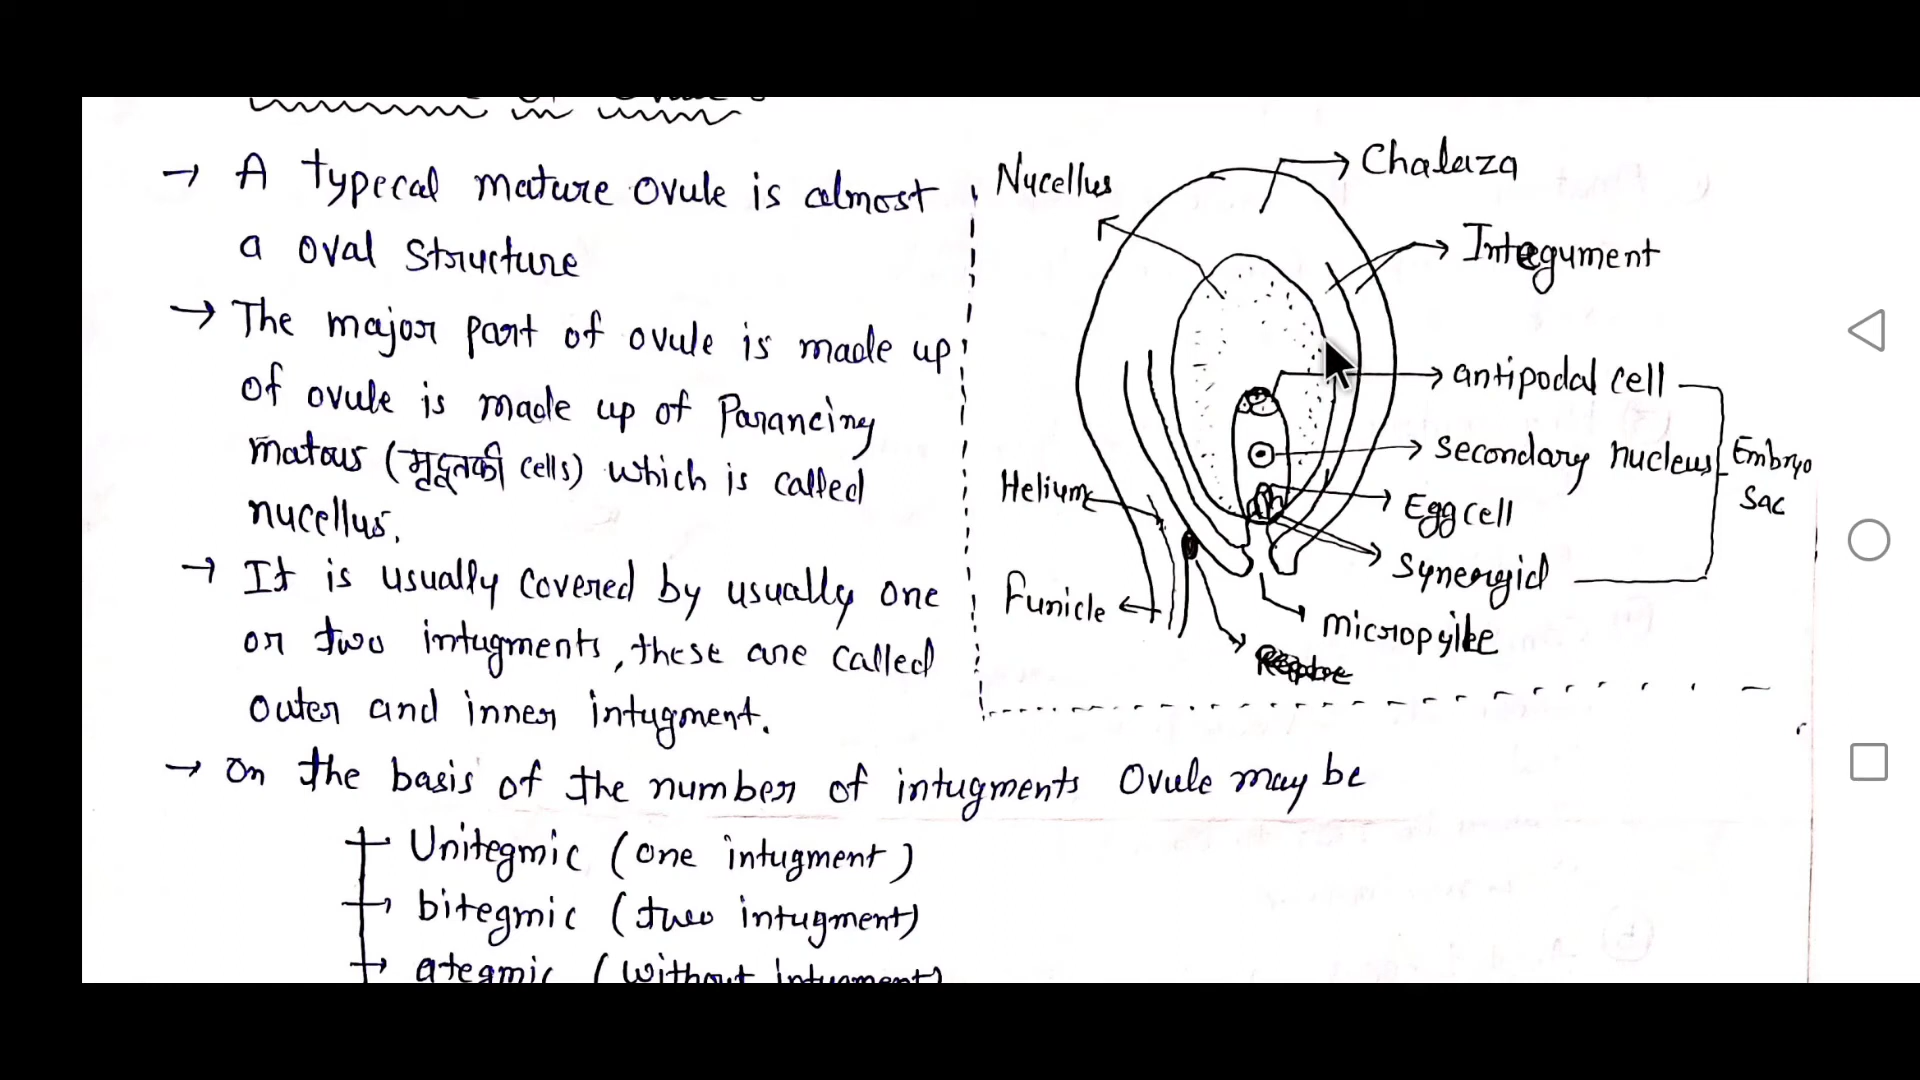 → A typecal mature ovule is almost
a oval structure
→ The major part of ovule is made up
of ovule is made up of Parancimy
matous (मृदूतकी cells) which is called
nucellus.
→ It is usually covered by usually one
or two intugments, these are called
outer and inner intugment.
→ On the basis of the number of intugments Ovule may be
Unitegmic (one intugment)
bitegmic (two intugment)
ategmic (without intugment)
Nucellus
Chalaza
Integument
antipodal cell
Secondary nucleus
Embryo
Sac
Helium
Egg cell
Synergid
Funicle
micropyle